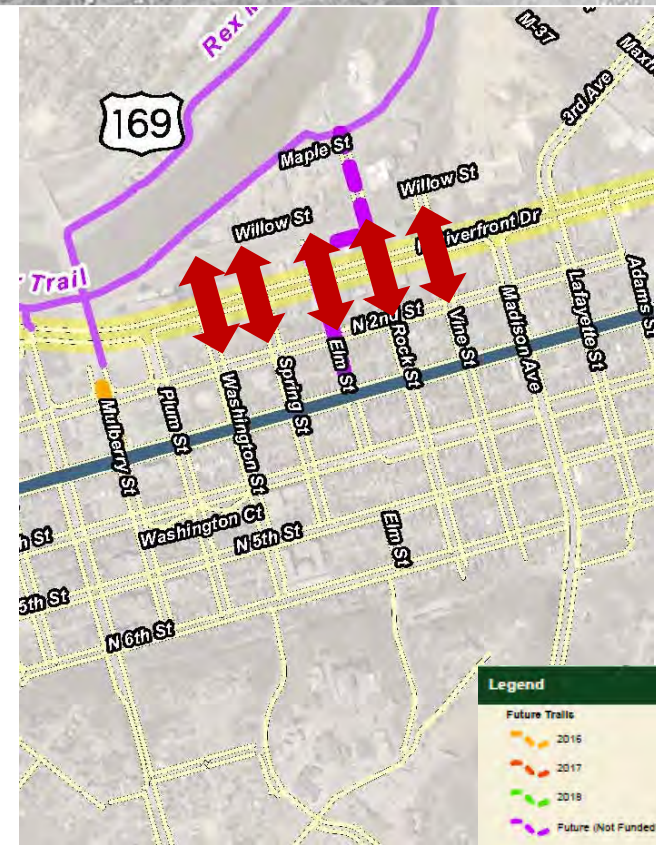 M-37
Rex
169
3rd Ave
Maple St
Willow St
Willow St
Riverfront Dr
Trail
N 2nd St
Adams S
Lafayette St
Madison Ave
Vine St
Rock St
Elm St
Spring St
Washington St
Plum St
Mulberry St
Washington Ct
N 5th St
Elm St
h St
5th St
N 6th St
Legend
Future Trails
2016
2017
2018
Future (Not Funded